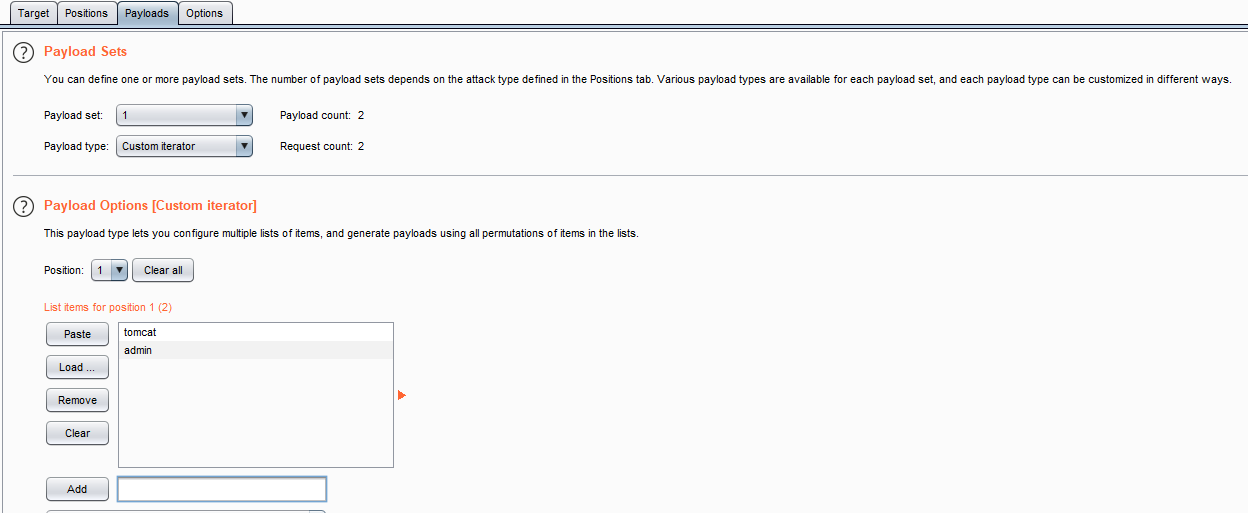 Target Positions Payloads Options
? Payload Sets
You can define one or more payload sets. The number of payload sets depends on the attack type defined in the Positions tab. Various payload types are available for each payload set, and each payload type can be customized in different ways.
Payload set: 1 Payload count: 2
Payload type: Custom iterator Request count: 2
? Payload Options [Custom iterator]
This payload type lets you configure multiple lists of items, and generate payloads using all permutations of items in the lists.
Position: 1 Clear all
List items for position 1 (2)
Paste tomcat
admin
Load ...
Remove
Clear
Add